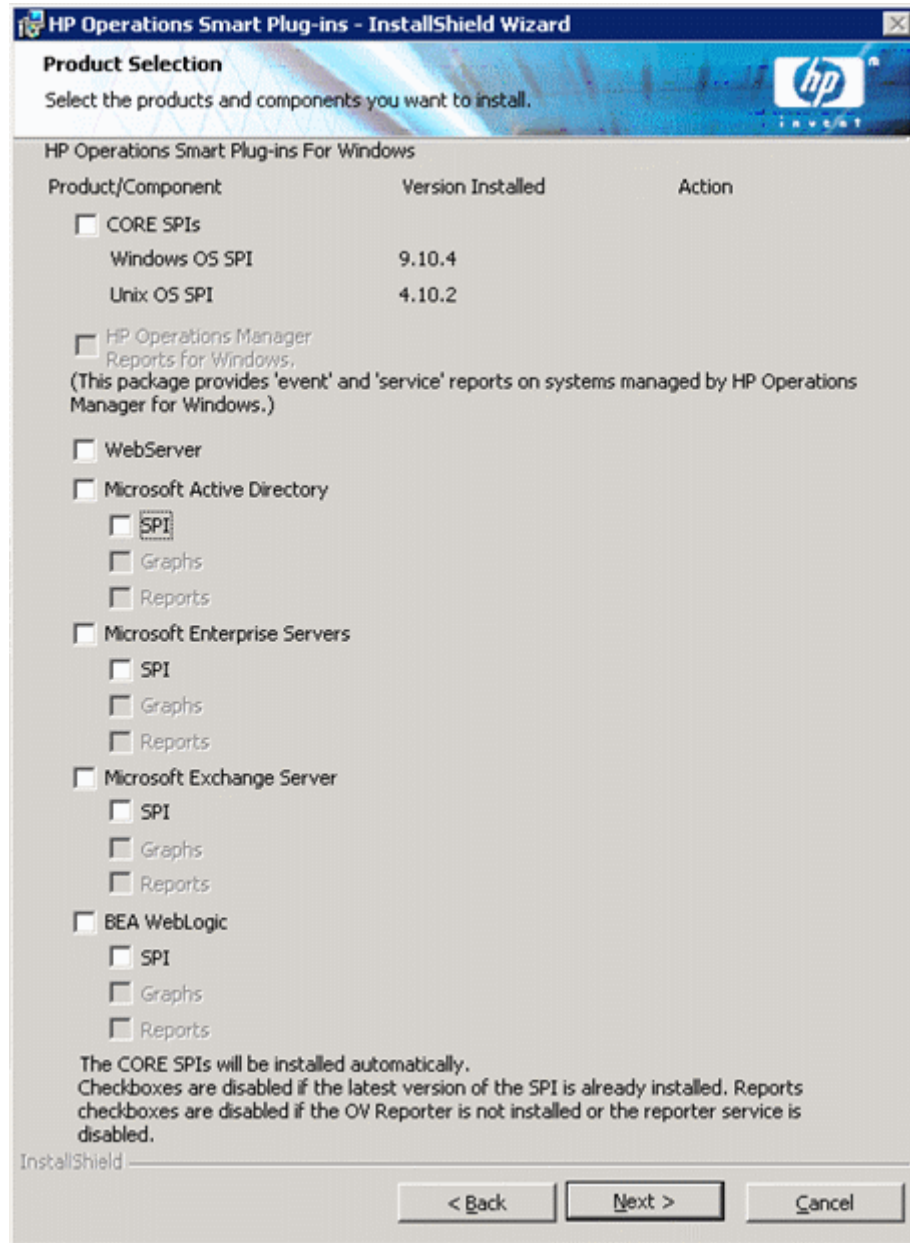 HP Operations Smart Plug-ins - InstallShield Wizard
Product Selection
Select the products and components you want to install.
hp
invent
HP Operations Smart Plug-ins For Windows
Product/Component Version Installed Action
CORE SPIs
Windows OS SPI 9.10.4
Unix OS SPI 4.10.2
HP Operations Manager
Reports for Windows.
(This package provides 'event' and 'service' reports on systems managed by HP Operations
Manager for Windows.)
WebServer
Microsoft Active Directory
SPI
Graphs
Reports
Microsoft Enterprise Servers
SPI
Graphs
Reports
Microsoft Exchange Server
SPI
Graphs
Reports
BEA WebLogic
SPI
Graphs
Reports
The CORE SPIs will be installed automatically.
Checkboxes are disabled if the latest version of the SPI is already installed. Reports
checkboxes are disabled if the OV Reporter is not installed or the reporter service is
disabled.
InstallShield
< Back Next > Cancel